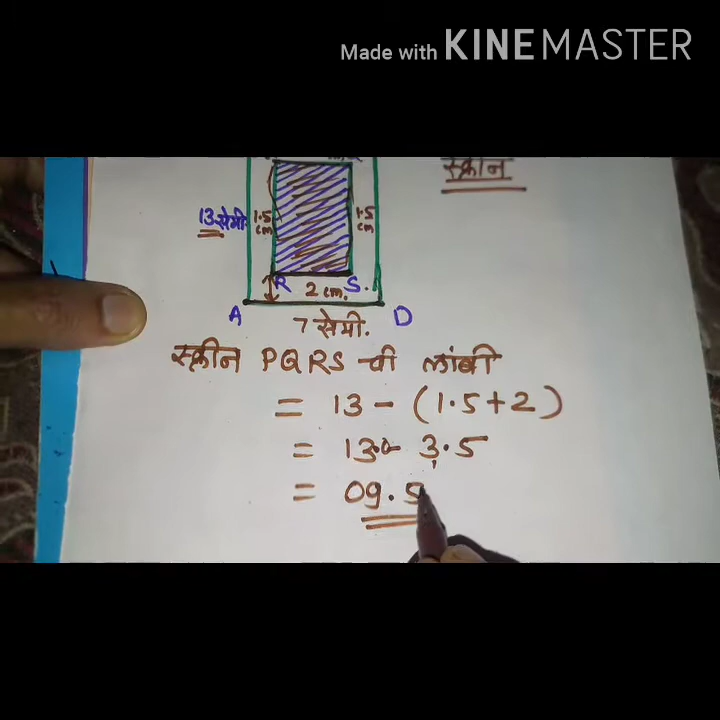 Made with KINEMASTER
स्क्रीन
13 सेमी
1.5 cm
1.5 cm
R
S
2 cm.
A
7 सेमी.
D
स्क्रीन PQRS ची लांबी
= 13 - (1.5+2)
= 13.0 - 3.5
= 09.5